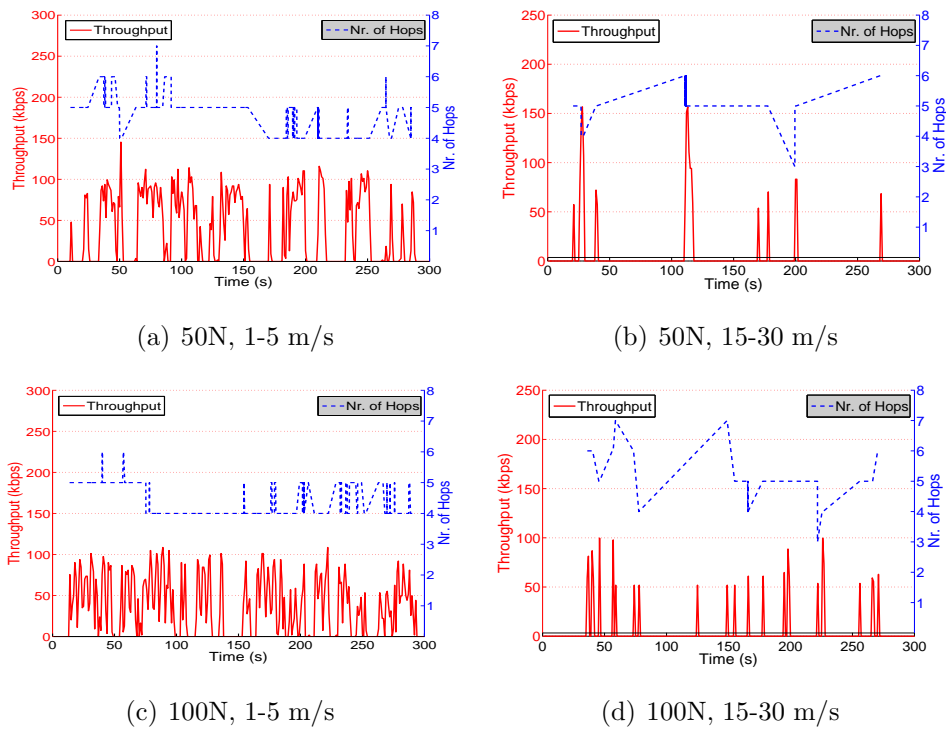 300
250
200
150
100
50
0
Throughput (kbps)
Throughput
Nr. of Hops
8
7
6
5
4
3
2
1
Nr. of Hops
0 50 100 150 200 250 300
Time (s)
(a) 50N, 1-5 m/s
250
200
150
100
50
0
Throughput (kbps)
Throughput
Nr. of Hops
8
7
6
5
4
3
2
1
Nr. of Hops
0 50 100 150 200 250 300
Time (s)
(b) 50N, 15-30 m/s
300
250
200
150
100
50
0
Throughput (kbps)
Throughput
Nr. of Hops
8
7
6
5
4
3
2
1
Nr. of Hops
0 50 100 150 200 250 300
Time (s)
(c) 100N, 1-5 m/s
250
200
150
100
50
0
Throughput (kbps)
Throughput
Nr. of Hops
8
7
6
5
4
3
2
1
Nr. of Hops
0 50 100 150 200 250 300
Time (s)
(d) 100N, 15-30 m/s